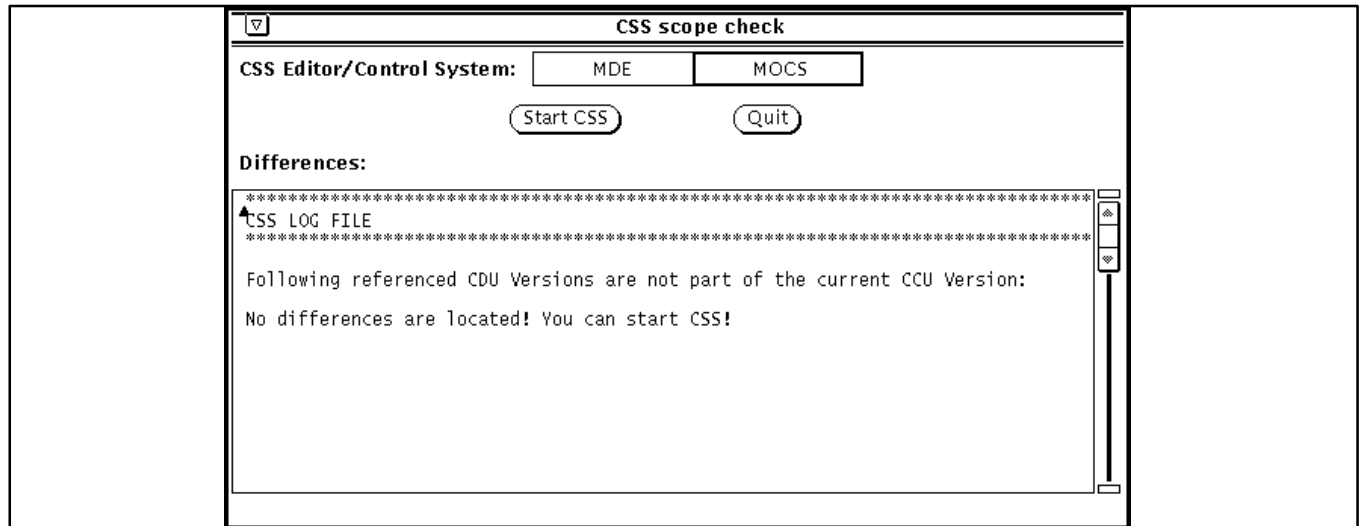 CSS scope check
CSS Editor/Control System: MDE MOCS
Start CSS Quit
Differences:
********************************************************************************
CSS LOG FILE
********************************************************************************
Following referenced CDU Versions are not part of the current CCU Version:
No differences are located! You can start CSS!